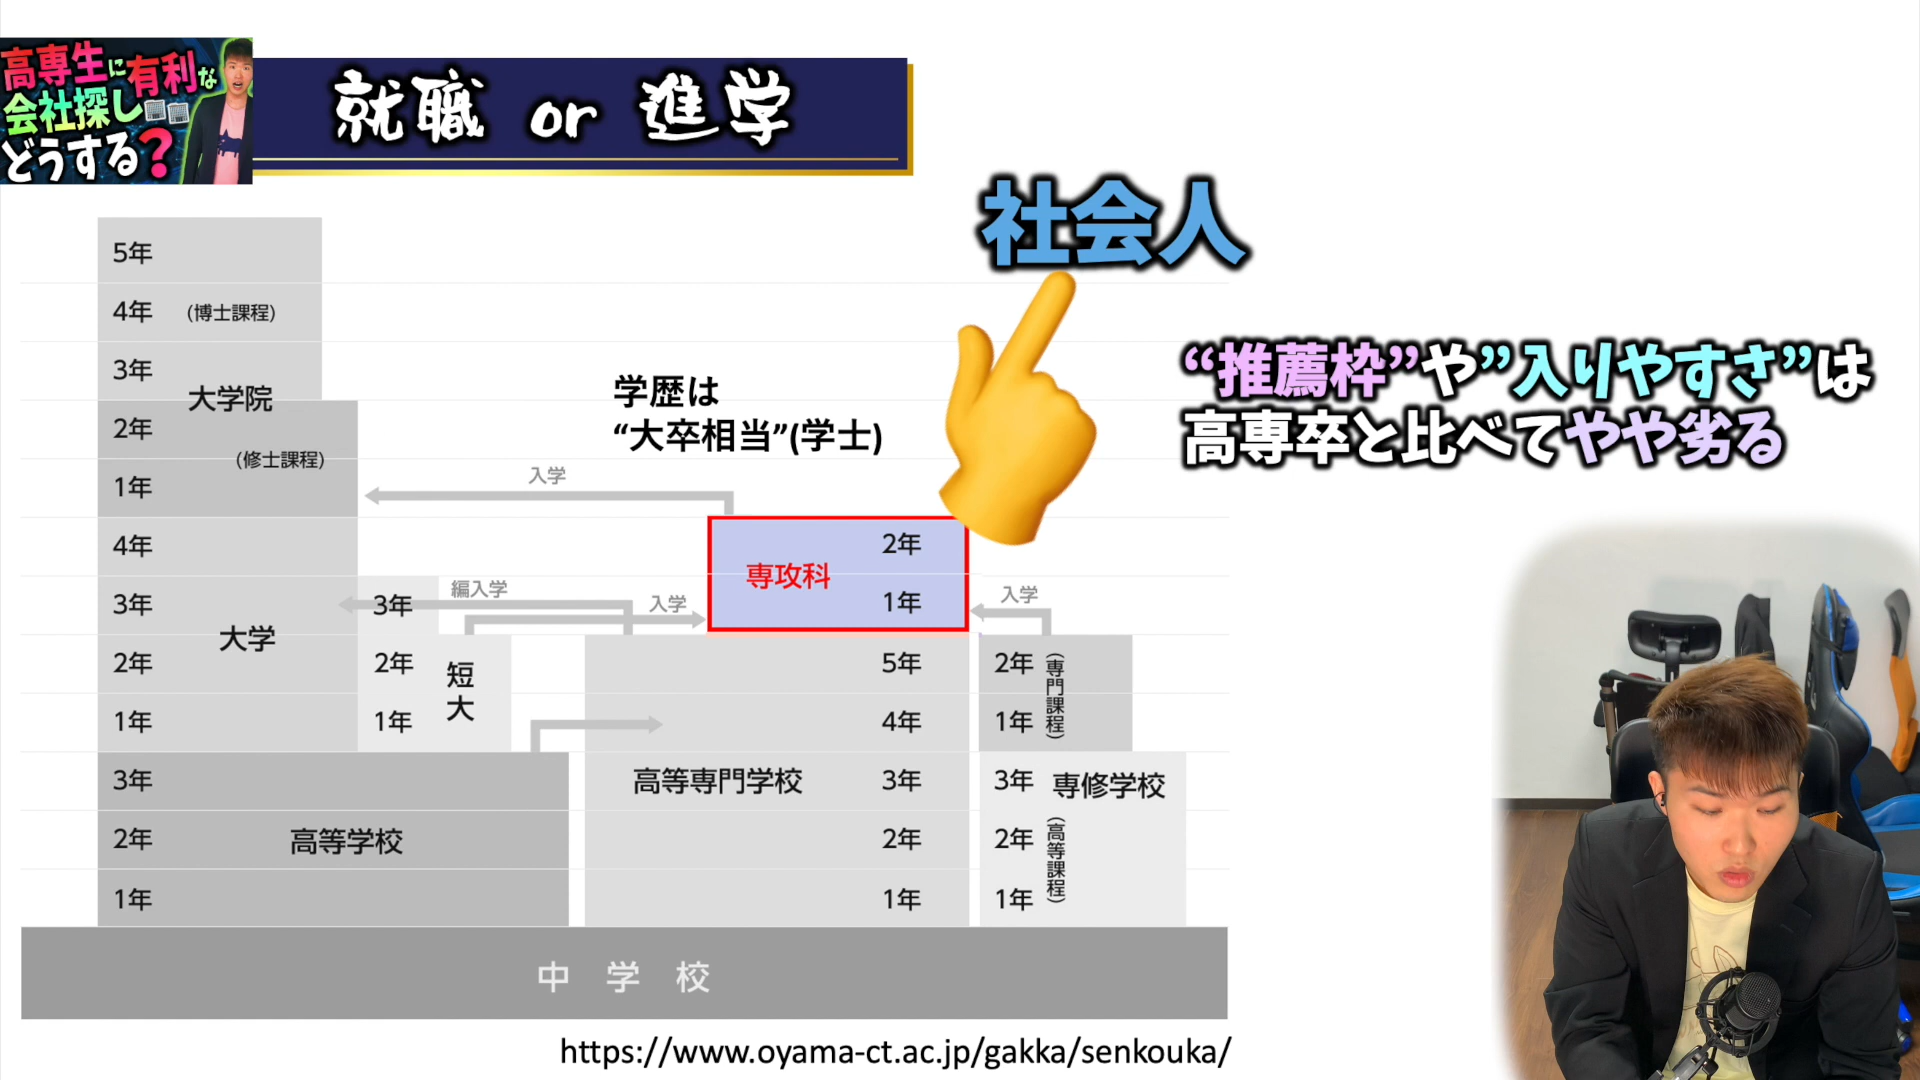 高専生に有利な
会社探し
どうする?
就職 or 進学
社会人
“推薦枠”や”入りやすさ”は
高専卒と比べてやや劣る
学歴は
“大卒相当”(学士)
5年
4年 (博士課程)
3年
大学院
2年
(修士課程)
1年
入学
4年
3年
大学
2年
1年
3年
2年
1年
短大
編入学
入学
専攻科
2年
1年
入学
5年
4年
高等専門学校
3年
2年
1年
2年
1年
(専門課程)
専修学校
3年
2年
1年
(高等課程)
3年
2年
1年
高等学校
中学校
https://www.oyama-ct.ac.jp/gakka/senkouka/